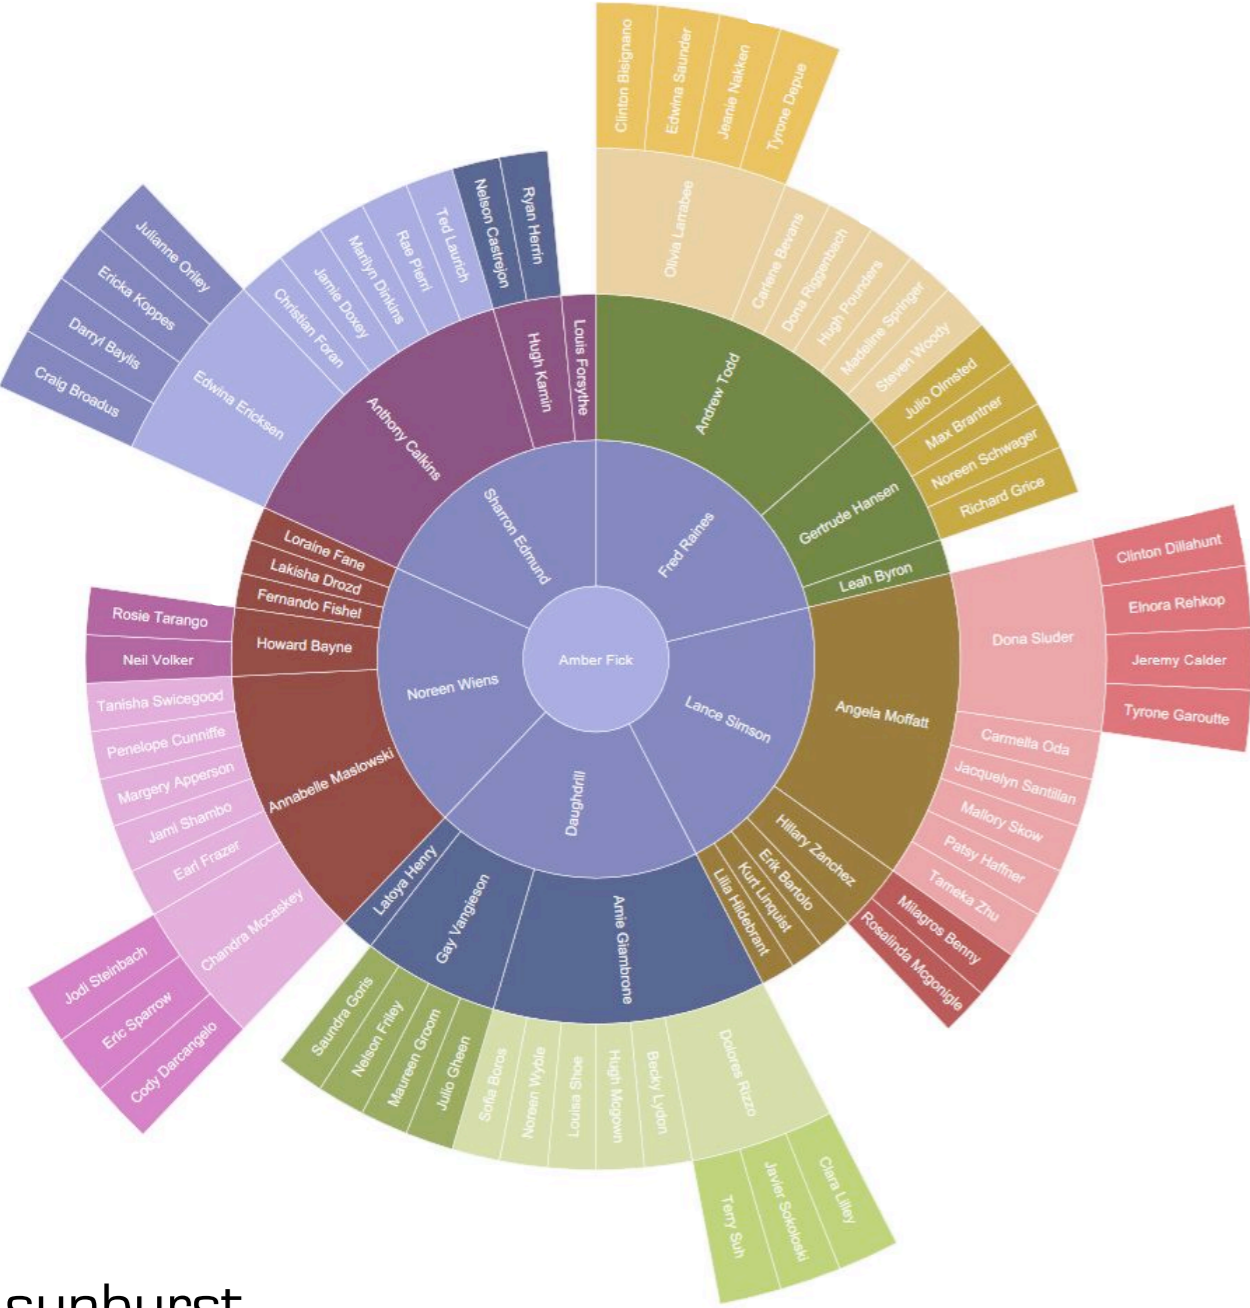 Amber Fick
Fred Raines
Lance Simson
Daughdrill
Noreen Wiens
Sharron Edmund
Andrew Todd
Gertrude Hansen
Leah Byron
Angela Moffatt
Hillary Zanchez
Erik Bartolo
Kurt Linquist
Lilia Hildebrant
Arnie Giambrone
Gay Vangieson
Latoya Henry
Annabelle Maslowski
Howard Bayne
Fernando Fishel
Lakisha Drozd
Loraine Fane
Anthony Calkins
Hugh Kamin
Louis Forsythe
Olivia Larrabee
Carlene Bevans
Dona Riggenbach
Hugh Pounders
Madeline Springer
Steven Woody
Julio Olmsted
Max Brantner
Noreen Schwager
Richard Grice
Dona Sluder
Carmella Oda
Jacquelyn Santillan
Mallory Skow
Patsy Haffner
Tameka Zhu
Milagros Benny
Rosalinda Mcgonigle
Dolores Rizzo
Becky Lydon
Hugh Mcgown
Louisa Shoe
Noreen Wyble
Sofia Boros
Julio Gheen
Maureen Groom
Nelson Friley
Saundra Goris
Chandra Mccaskey
Earl Frazer
Jami Shambo
Margery Apperson
Penelope Cunniffe
Tanisha Swicegood
Neil Volker
Rosie Tarango
Edwina Ericksen
Christian Foran
Jamie Doxey
Marilyn Dinkins
Rae Pierri
Ted Laurich
Nelson Castrejon
Ryan Herrin
Clinton Bisignano
Edwina Saunder
Jeanie Nakken
Tyrone Depue
Clinton Dillahunt
Elnora Rehkop
Jeremy Calder
Tyrone Garoutte
Clara Lilley
Javier Sokoloski
Terry Suh
Cody Darcangelo
Eric Sparrow
Jodi Steinbach
Craig Broadus
Darryl Baylis
Ericka Koppes
Julianne Oriley
sunburst